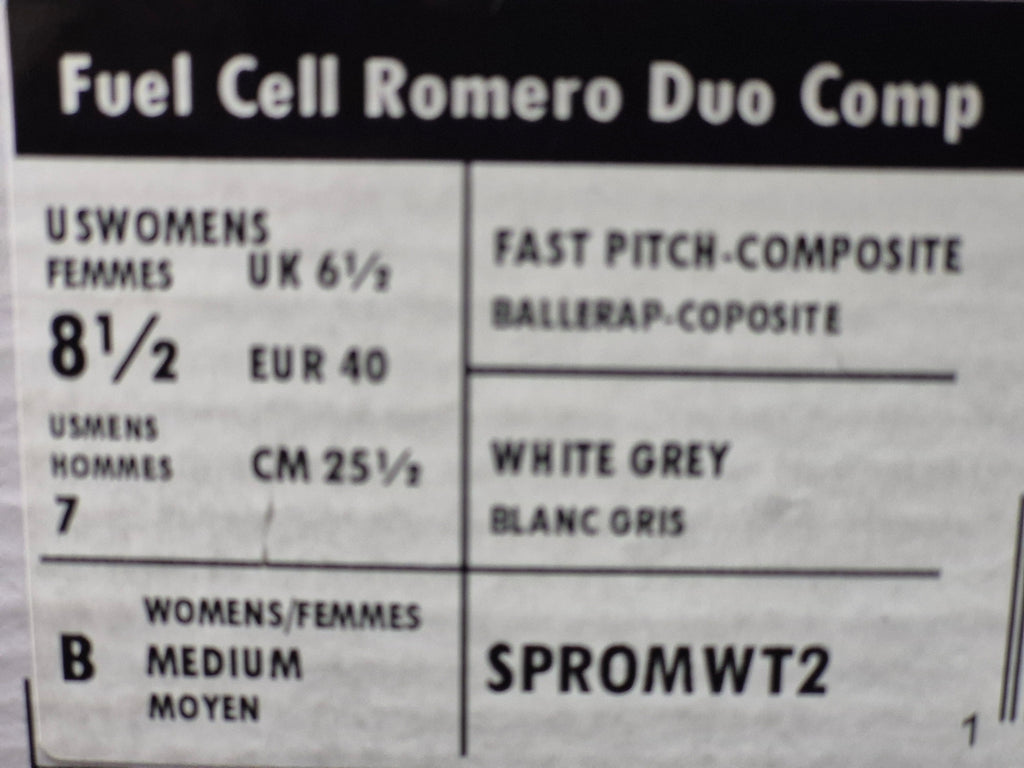 Fuel Cell Romero Duo Comp
USWOMENS
FEMMES UK 6½
8½ EUR 40
USMENS
HOMMES CM 25½
7
FAST PITCH-COMPOSITE
BALLERAP-COPOSITE
WHITE GREY
BLANC GRIS
WOMENS/FEMMES
B MEDIUM
MOYEN
SPROMWT2
1